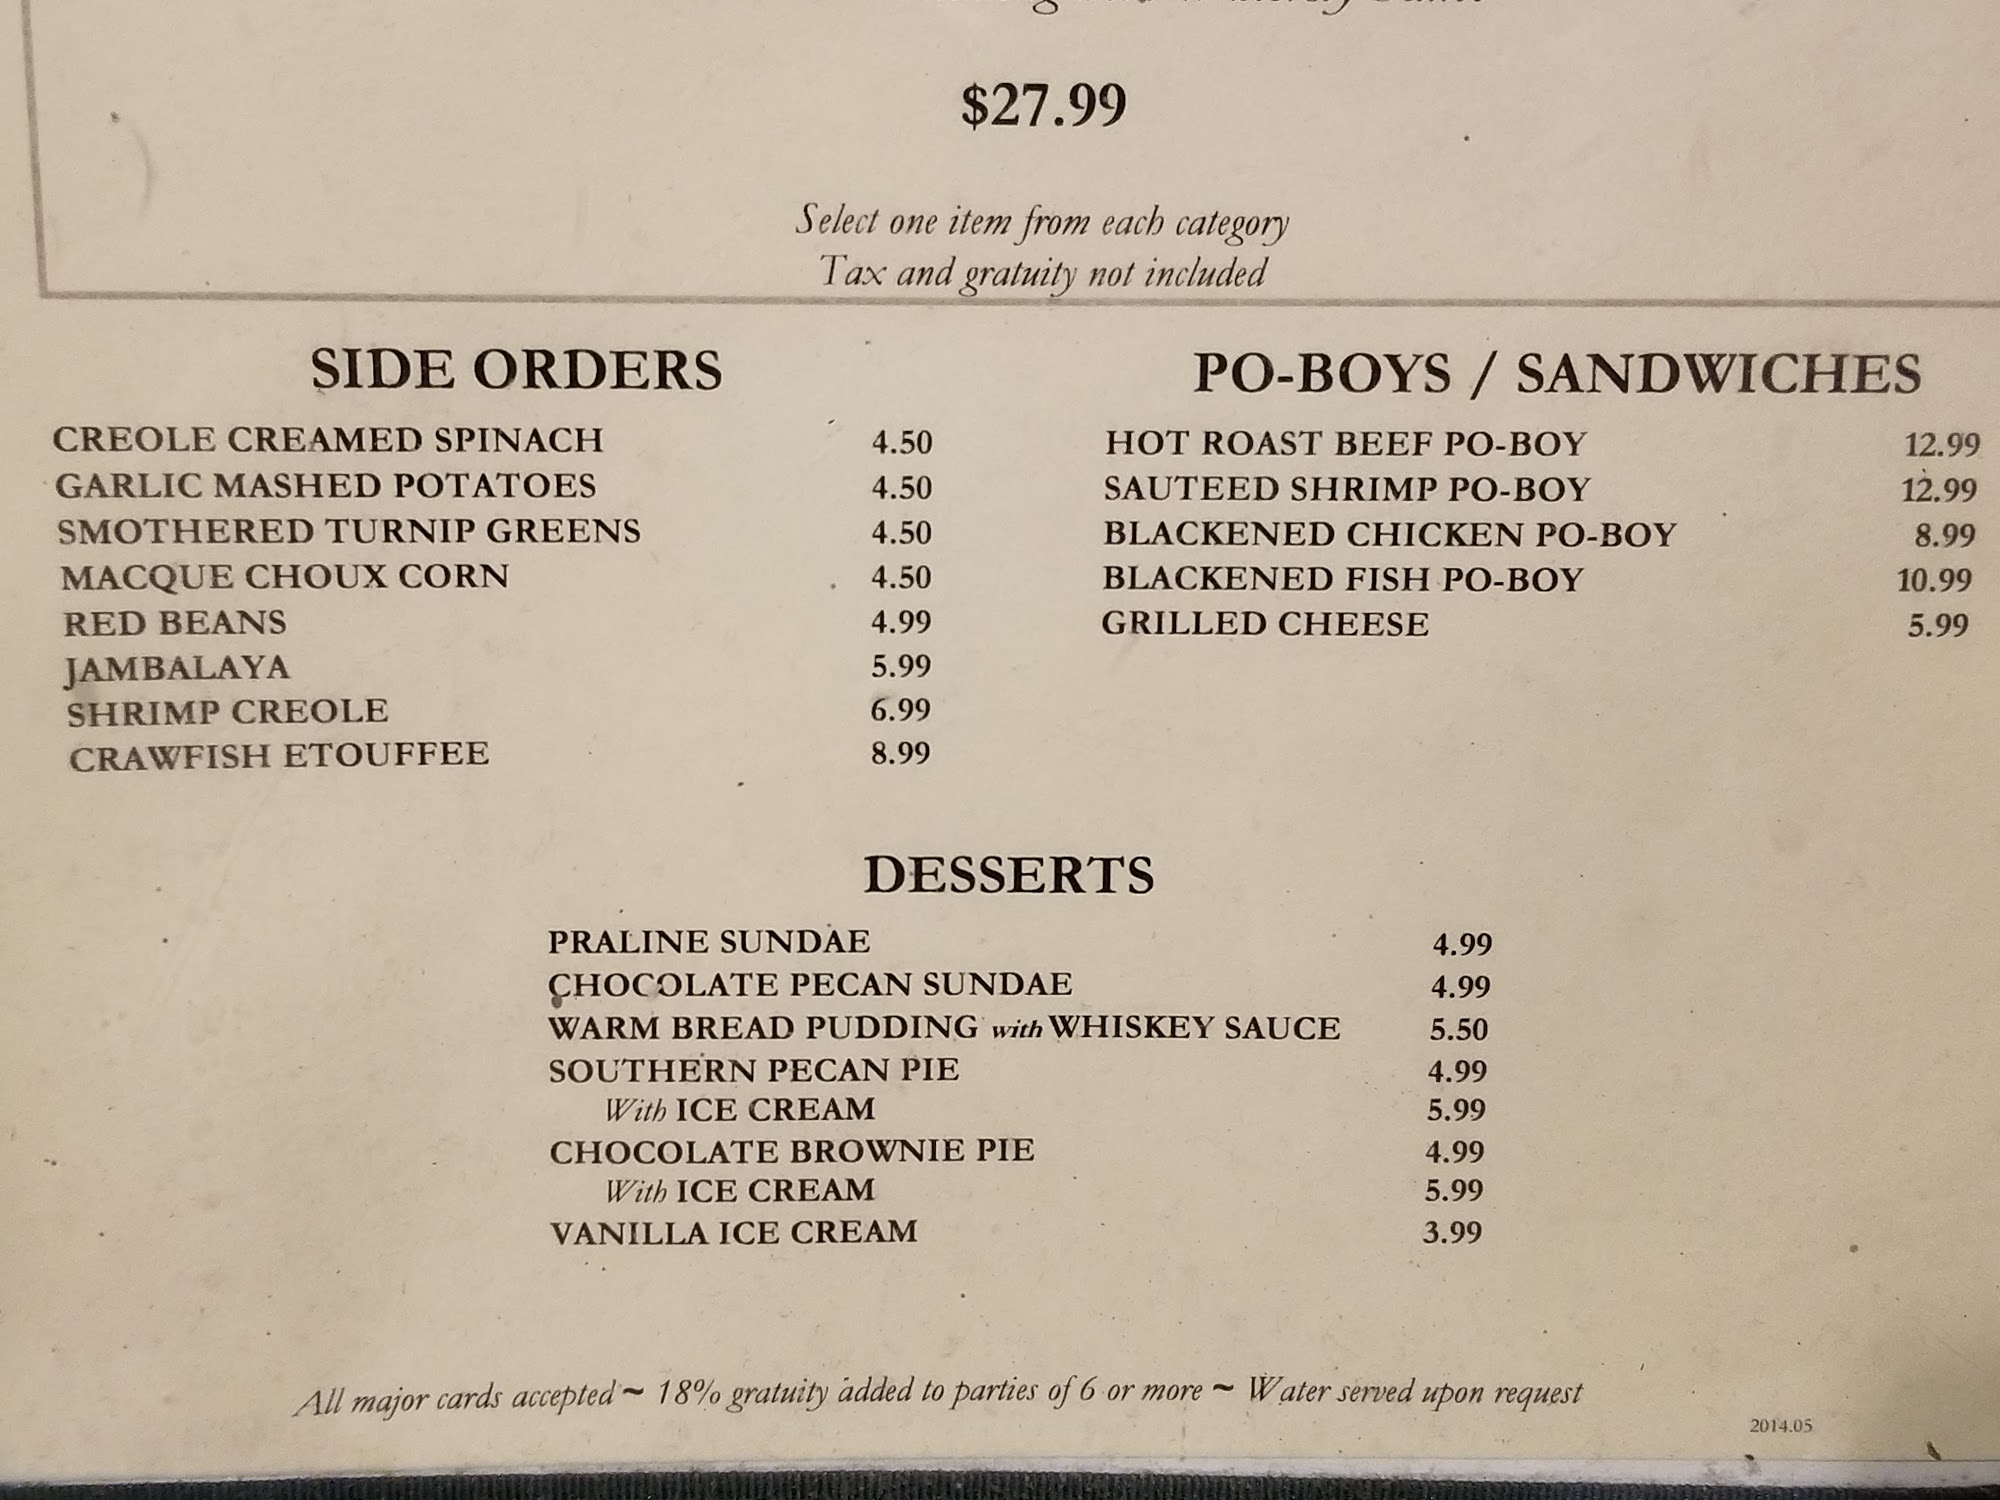 $27.99
Select one item from each category
Tax and gratuity not included
SIDE ORDERS
CREOLE CREAMED SPINACH 4.50
GARLIC MASHED POTATOES 4.50
SMOTHERED TURNIP GREENS 4.50
MACQUE CHOUX CORN 4.50
RED BEANS 4.99
JAMBALAYA 5.99
SHRIMP CREOLE 6.99
CRAWFISH ETOUFFEE 8.99
PO-BOYS / SANDWICHES
HOT ROAST BEEF PO-BOY 12.99
SAUTEED SHRIMP PO-BOY 12.99
BLACKENED CHICKEN PO-BOY 8.99
BLACKENED FISH PO-BOY 10.99
GRILLED CHEESE 5.99
DESSERTS
PRALINE SUNDAE 4.99
CHOCOLATE PECAN SUNDAE 4.99
WARM BREAD PUDDING with WHISKEY SAUCE 5.50
SOUTHERN PECAN PIE 4.99
With ICE CREAM 5.99
CHOCOLATE BROWNIE PIE 4.99
With ICE CREAM 5.99
VANILLA ICE CREAM 3.99
All major cards accepted ~ 18% gratuity added to parties of 6 or more ~ Water served upon request
2014.05